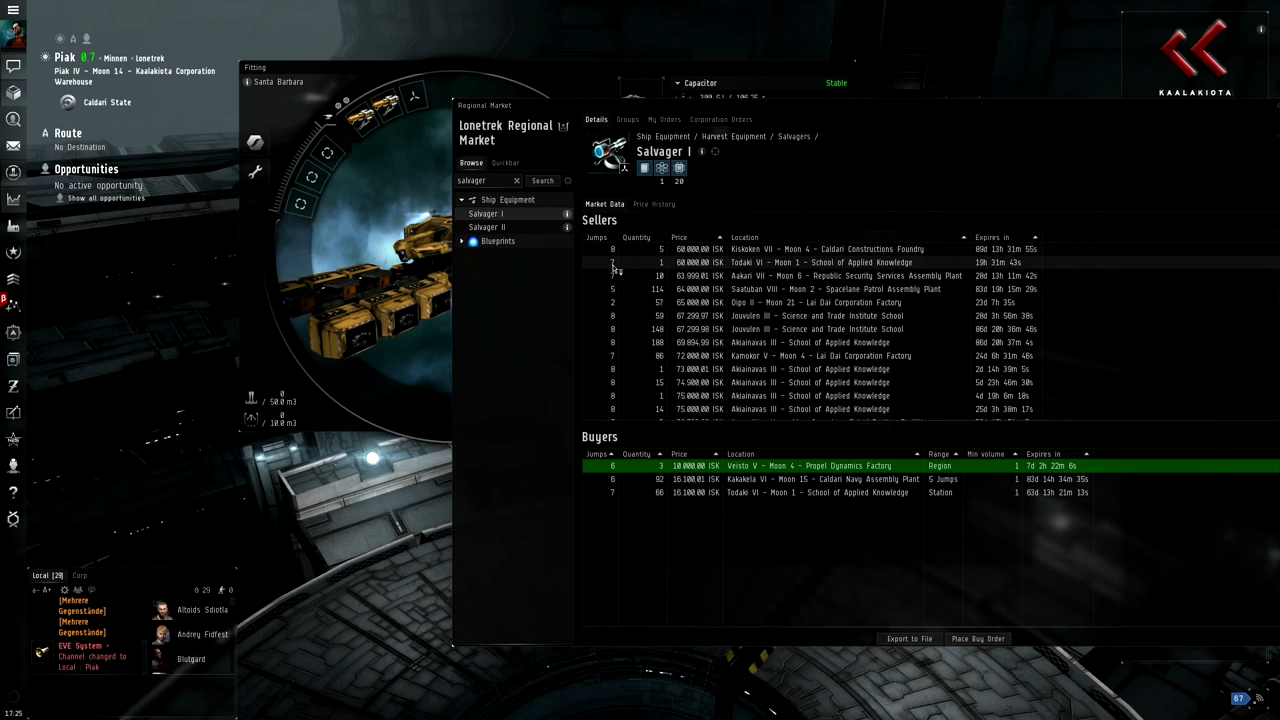 Piak 0.7 · Minnen · Lonetrek
Piak IV - Moon 14 - Kaalakiota Corporation
Warehouse
Caldari State
Route
No Destination
Opportunities
No active opportunity
Show all opportunities
Fitting
Santa Barbara
Capacitor
Stable
0
/ 50.0 m3
0
/ 10.0 m3
KAALAKIOTA
Regional Market
Lonetrek Regional
Market
Browse Quickbar
salvager
Search
Ship Equipment
Salvager I
Salvager II
Blueprints
Details Groups My Orders Corporation Orders
Ship Equipment / Harvest Equipment / Salvagers /
Salvager I
1 20
Market Data Price History
Sellers
Jumps Quantity Price Location Expires in
8 5 60.000.00 ISK Kiskoken VII - Moon 4 - Caldari Constructions Foundry 89d 13h 31m 55s
7 1 60.000.00 ISK Todaki VI - Moon 1 - School of Applied Knowledge 19h 31m 43s
7 10 63.999.01 ISK Aakari VII - Moon 6 - Republic Security Services Assembly Plant 28d 13h 11m 42s
5 114 64.000.00 ISK Saatuban VIII - Moon 2 - Spacelane Patrol Assembly Plant 83d 19h 15m 29s
2 57 65.000.00 ISK Oipo II - Moon 21 - Lai Dai Corporation Factory 23d 7h 35s
8 59 67.299.97 ISK Jouvulen III - Science and Trade Institute School 28d 3h 56m 38s
8 148 67.299.98 ISK Jouvulen III - Science and Trade Institute School 86d 20h 36m 46s
8 188 69.894.99 ISK Akiainavas III - School of Applied Knowledge 86d 20h 37m 4s
7 86 72.000.00 ISK Kamokor V - Moon 4 - Lai Dai Corporation Factory 24d 6h 31m 46s
8 1 73.000.01 ISK Akiainavas III - School of Applied Knowledge 2d 14h 39m 5s
8 15 74.900.00 ISK Akiainavas III - School of Applied Knowledge 5d 23h 46m 30s
8 1 75.000.00 ISK Akiainavas III - School of Applied Knowledge 4d 19h 6m 18s
8 14 75.000.00 ISK Akiainavas III - School of Applied Knowledge 25d 3h 38m 17s
Buyers
Jumps Quantity Price Location Range Min volume Expires in
6 3 10.000.00 ISK Veisto V - Moon 4 - Propel Dynamics Factory Region 1 7d 2h 22m 6s
6 92 16.100.01 ISK Kakakela VI - Moon 15 - Caldari Navy Assembly Plant 5 Jumps 1 83d 14h 34m 35s
7 66 16.100.00 ISK Todaki VI - Moon 1 - School of Applied Knowledge Station 1 63d 13h 21m 13s
Export to File Place Buy Order
Local [29] Corp
a- A+ 29 0
[Mehrere
Gegenstände]
[Mehrere
Gegenstände]
EVE System ›
Channel changed to
Local : Piak
Altoids Sdiotla
Andrey Fidfest
Blutgard
17:25
67